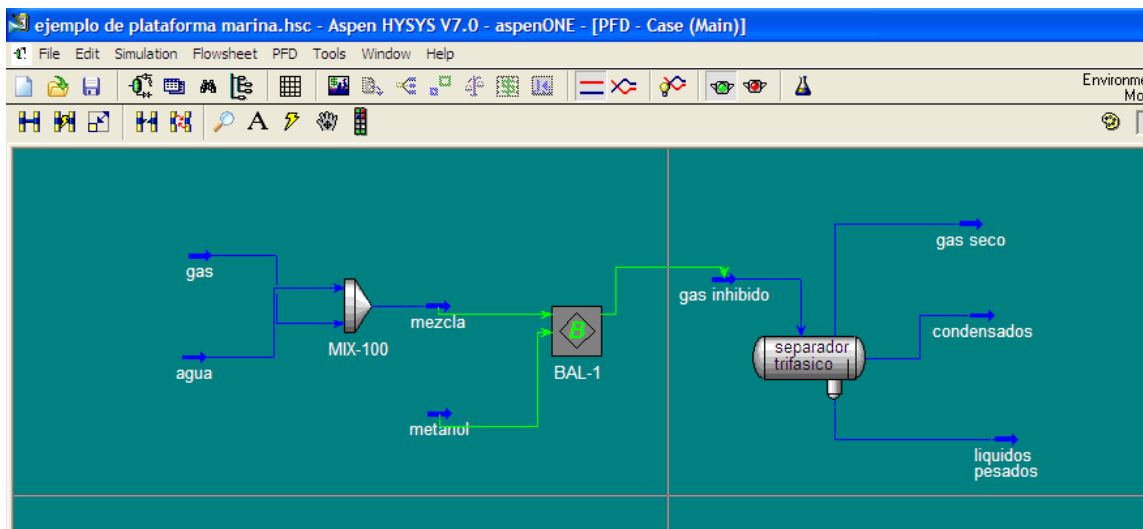 ejemplo de plataforma marina.hsc - Aspen HYSYS V7.0 - aspenONE - [PFD - Case (Main)]
File Edit Simulation Flowsheet PFD Tools Window Help
Environme
Mo
A
gas
agua
MIX-100
mezcla
metanol
B
BAL-1
gas inhibido
separador
trifasico
gas seco
condensados
liquidos
pesados